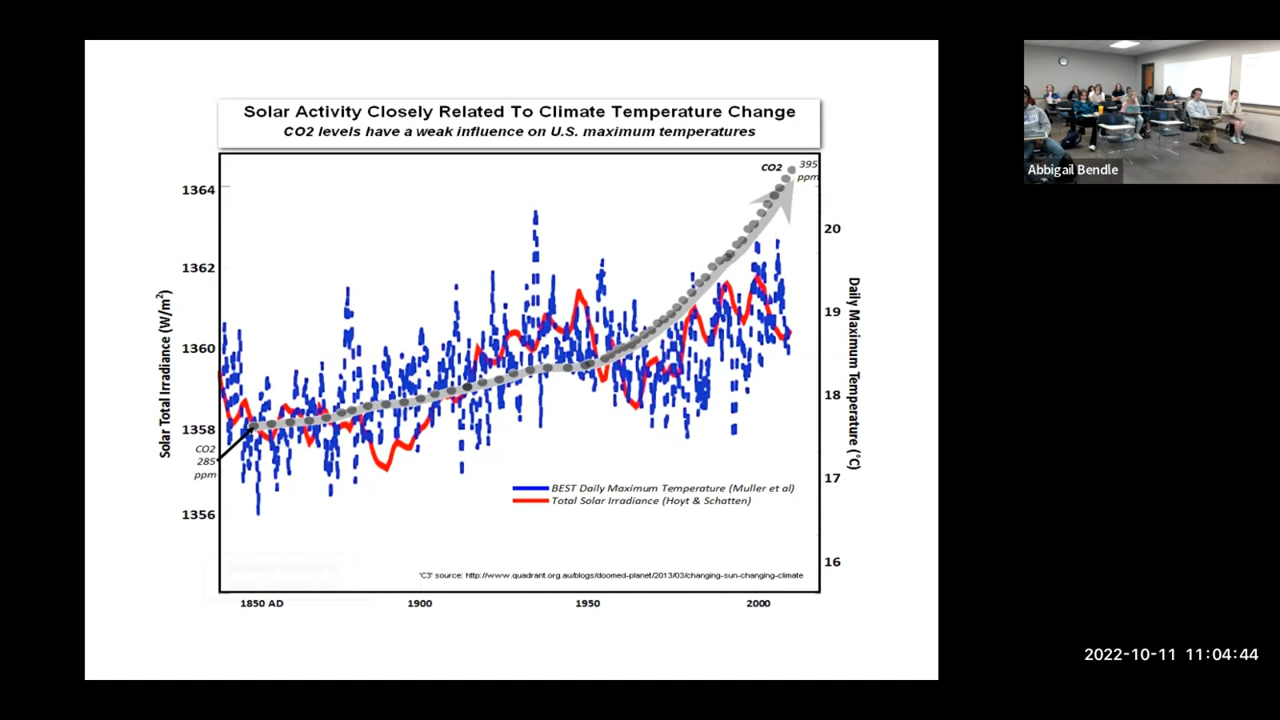 Solar Activity Closely Related To Climate Temperature Change
CO2 levels have a weak influence on U.S. maximum temperatures
CO2
395
ppm
1364
1362
1360
1358
1356
Solar Total Irradiance (W/m²)
20
19
18
17
16
Daily Maximum Temperature (°C)
CO2
285
ppm
BEST Daily Maximum Temperature (Muller et al)
Total Solar Irradiance (Hoyt & Schatten)
'C3' source: http://www.quadrant.org.au/blogs/doomed-planet/2013/03/changing-sun-changing-climate
1850 AD
1900
1950
2000
Abbigail Bendle
2022-10-11 11:04:44